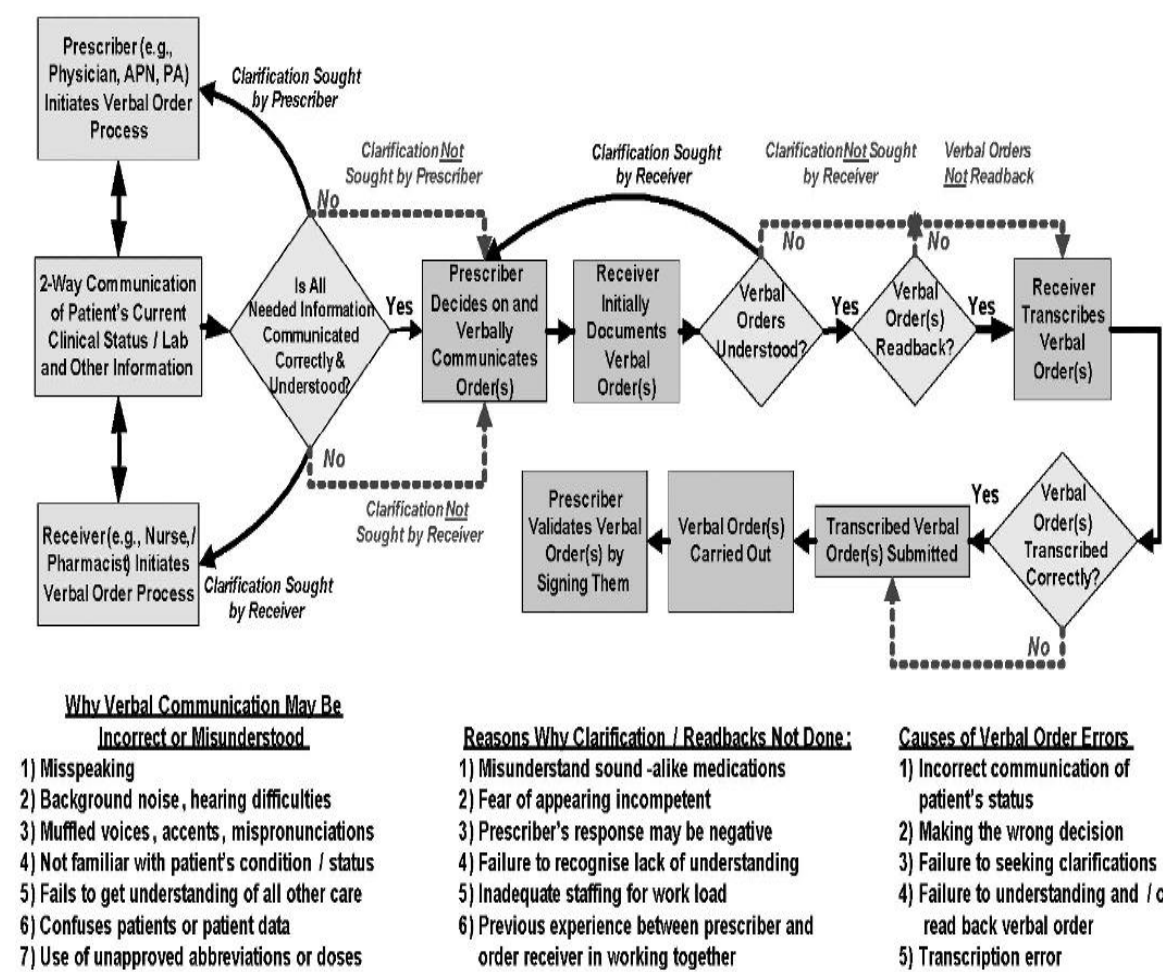 Prescriber (e.g.,
Physician, APN, PA)
Initiates Verbal Order
Process
Clarification Sought
by Prescriber
Clarification Not
Sought by Prescriber
No
Clarification Sought
by Receiver
Clarification Not Sought
by Receiver
No
Verbal Orders
Not Readback
No
2-Way Communication
of Patient's Current
Clinical Status / Lab
and Other Information
Is All
Needed Information
Communicated
Correctly &
Understood?
Yes
Prescriber
Decides on and
Verbally
Communicates
Order(s)
Receiver
Initially
Documents
Verbal
Order(s)
Verbal
Orders
Understood?
Yes
Verbal
Order(s)
Readback?
Yes
Receiver
Transcribes
Verbal
Order(s)
No
Clarification Not
Sought by Receiver
Receiver (e.g., Nurse, /
Pharmacist) Initiates
Verbal Order Process
Clarification Sought
by Receiver
Verbal
Order(s)
Transcribed
Correctly?
Yes
No
Transcribed Verbal
Order(s) Submitted
Verbal Order(s)
Carried Out
Prescriber
Validates Verbal
Order(s) by
Signing Them
Why Verbal Communication May Be
Incorrect or Misunderstood
1) Misspeaking
2) Background noise, hearing difficulties
3) Muffled voices, accents, mispronunciations
4) Not familiar with patient's condition / status
5) Fails to get understanding of all other care
6) Confuses patients or patient data
7) Use of unapproved abbreviations or doses
Reasons Why Clarification / Readbacks Not Done:
1) Misunderstand sound -alike medications
2) Fear of appearing incompetent
3) Prescriber's response may be negative
4) Failure to recognise lack of understanding
5) Inadequate staffing for work load
6) Previous experience between prescriber and
order receiver in working together
Causes of Verbal Order Errors
1) Incorrect communication of
patient's status
2) Making the wrong decision
3) Failure to seeking clarifications
4) Failure to understanding and /
read back verbal order
5) Transcription error